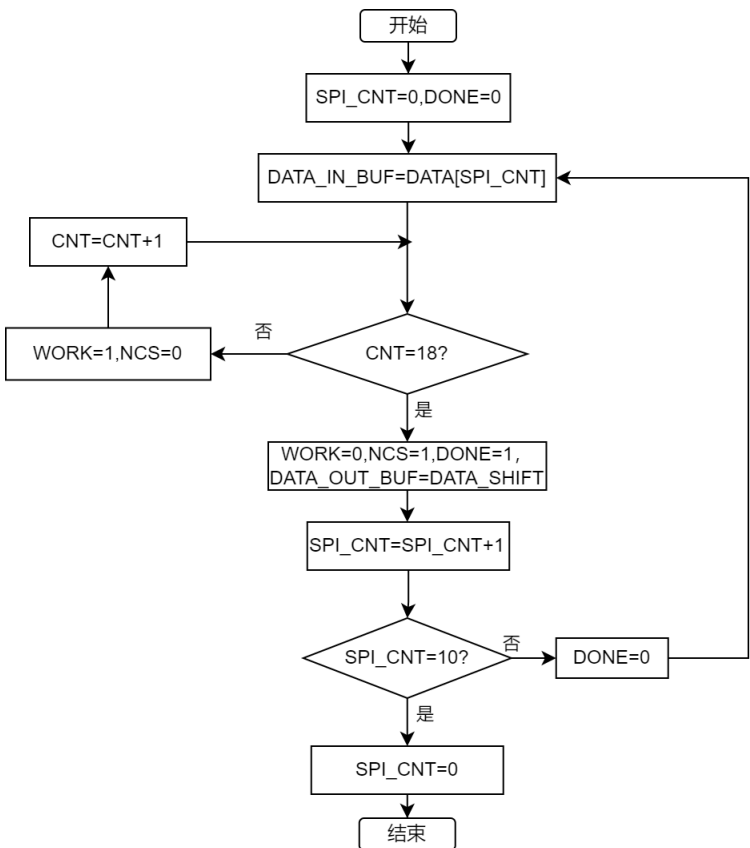 开始
SPI_CNT=0,DONE=0
DATA_IN_BUF=DATA[SPI_CNT]
CNT=CNT+1
否
WORK=1,NCS=0
CNT=18?
是
WORK=0,NCS=1,DONE=1,
DATA_OUT_BUF=DATA_SHIFT
SPI_CNT=SPI_CNT+1
否
SPI_CNT=10?
DONE=0
是
SPI_CNT=0
结束